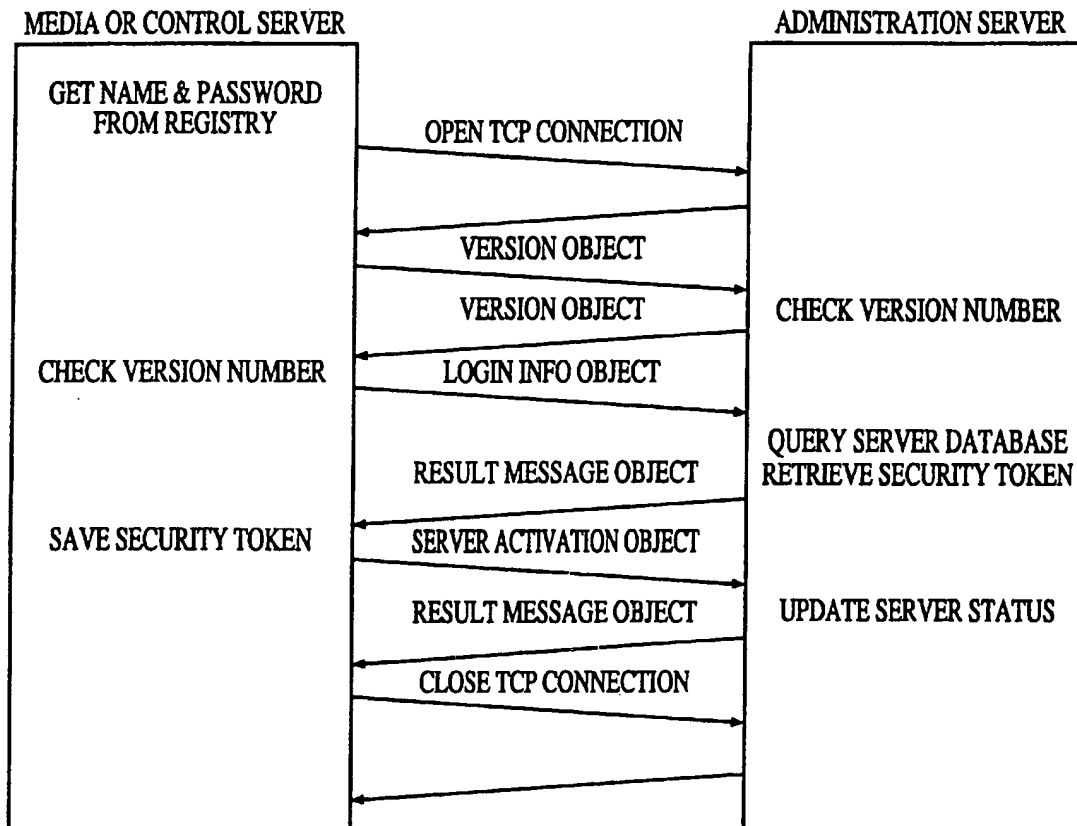 MEDIA OR CONTROL SERVER
ADMINISTRATION SERVER
GET NAME & PASSWORD
FROM REGISTRY
OPEN TCP CONNECTION
VERSION OBJECT
VERSION OBJECT
CHECK VERSION NUMBER
CHECK VERSION NUMBER
LOGIN INFO OBJECT
QUERY SERVER DATABASE
RETRIEVE SECURITY TOKEN
RESULT MESSAGE OBJECT
SAVE SECURITY TOKEN
SERVER ACTIVATION OBJECT
RESULT MESSAGE OBJECT
UPDATE SERVER STATUS
CLOSE TCP CONNECTION